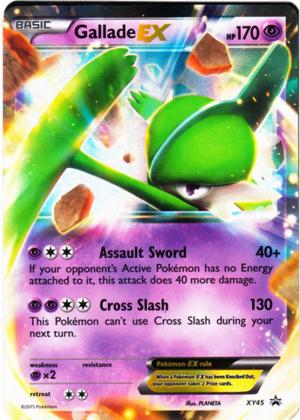 BASIC
Gallade EX HP 170
Assault Sword 40+
If your opponent's Active Pokémon has no Energy
attached to it, this attack does 40 more damage.
Cross Slash 130
This Pokémon can't use Cross Slash during your
next turn.
weakness resistance
×2
retreat
Pokémon-EX rule
When a Pokémon-EX has been Knocked Out,
your opponent takes 2 Prize cards.
©2015 Pokémon illus. PLANETA XY45
PROMO